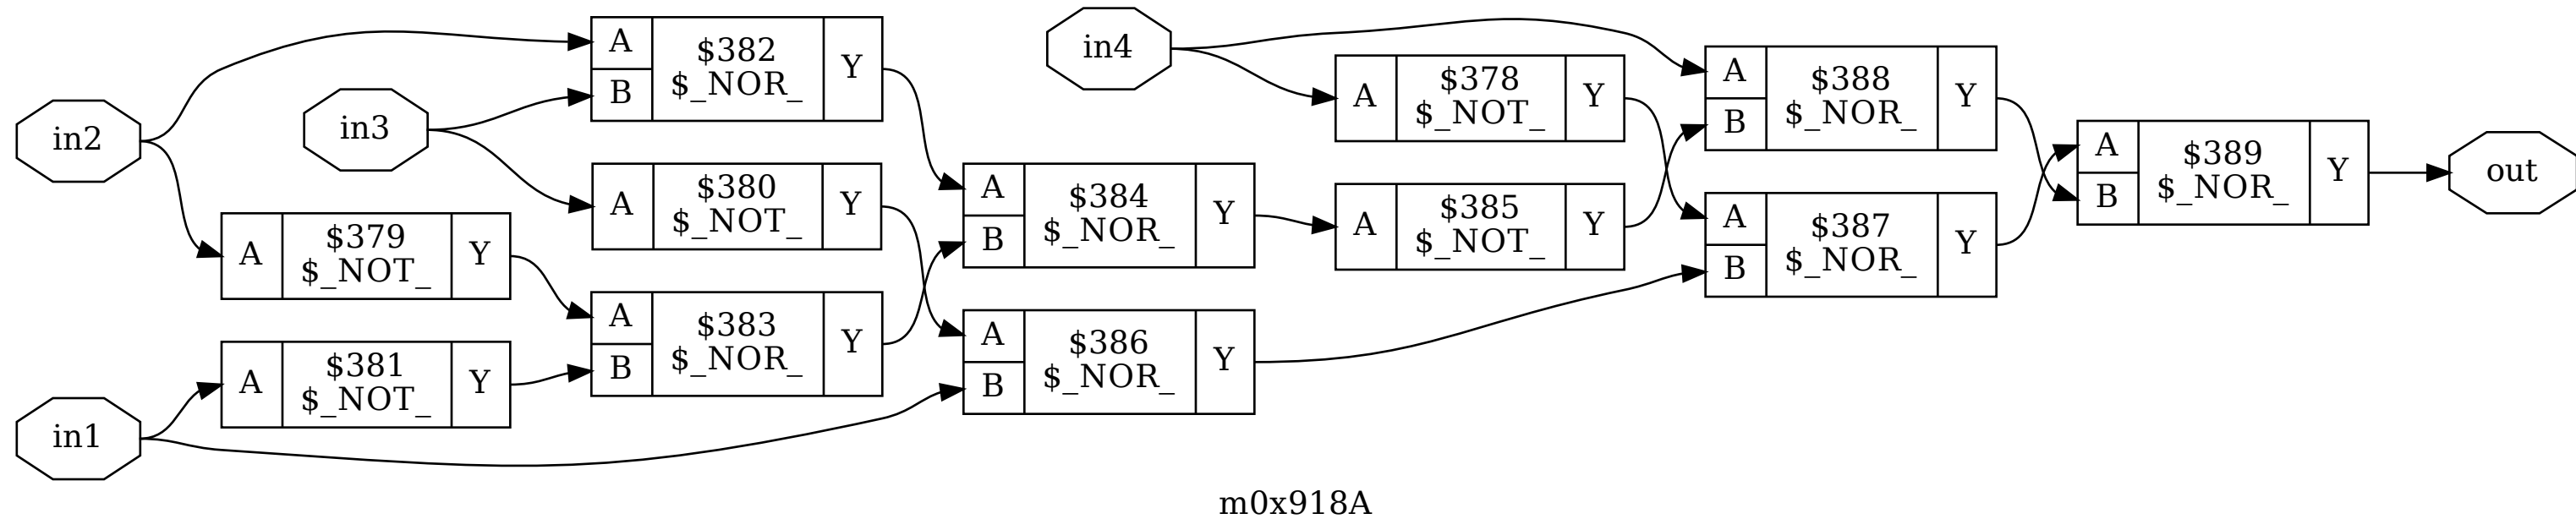 in2
in3
in1
A
B
$382
$_NOR_
Y
A
$380
$_NOT_
Y
A
$379
$_NOT_
Y
A
B
$383
$_NOR_
Y
A
$381
$_NOT_
Y
in4
A
B
$384
$_NOR_
Y
A
B
$386
$_NOR_
Y
A
$378
$_NOT_
Y
A
$385
$_NOT_
Y
A
B
$388
$_NOR_
Y
A
B
$387
$_NOR_
Y
A
B
$389
$_NOR_
Y
out
m0x918A